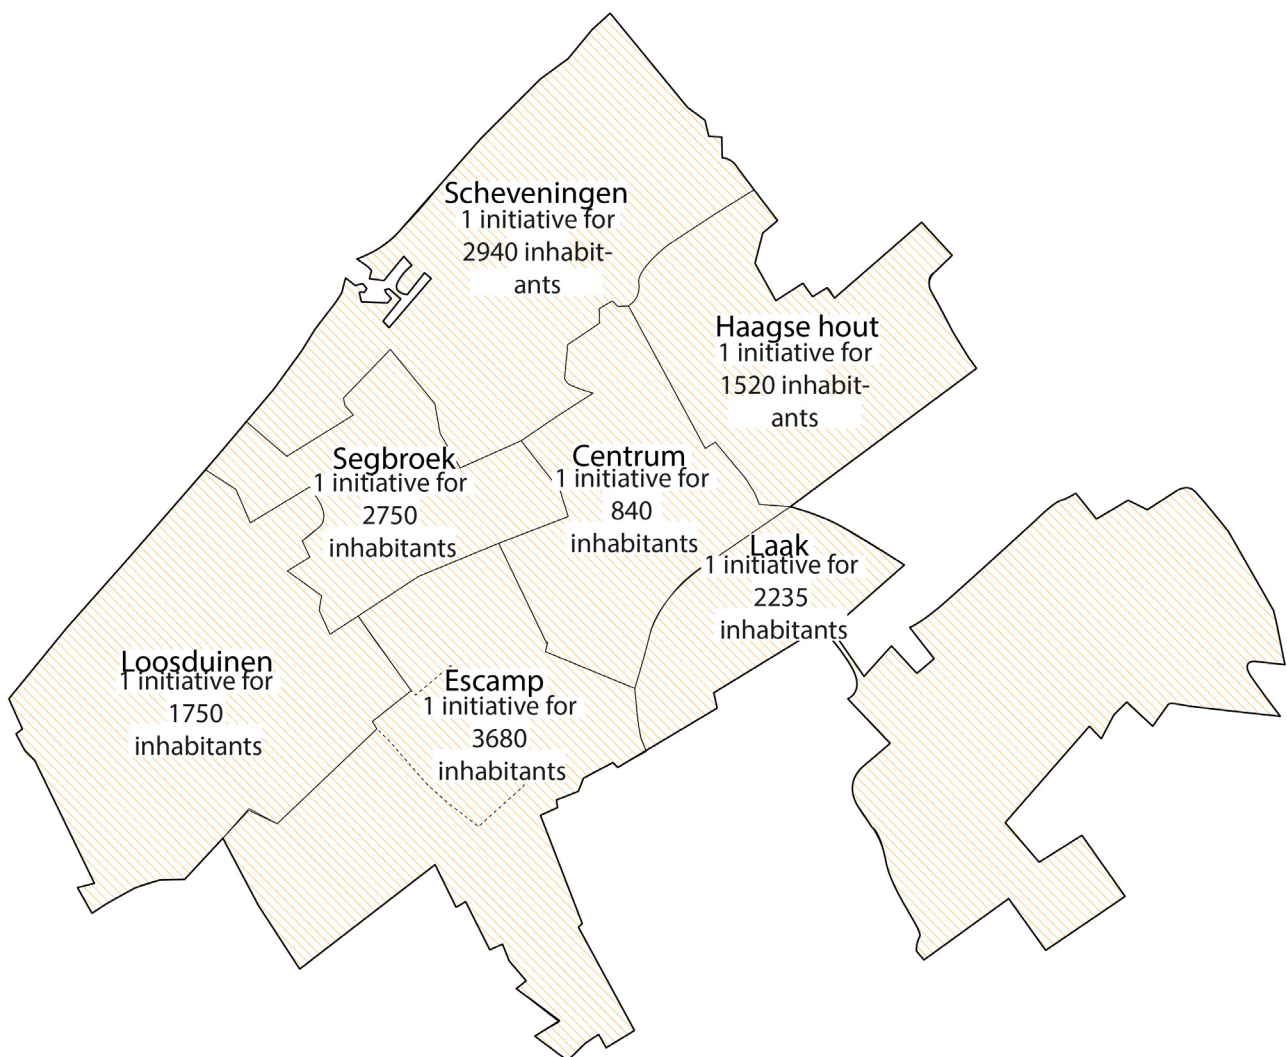 Scheveningen
1 initiative for
2940 inhabit-
ants
Haagse hout
1 initiative for
1520 inhabit-
ants
Segbroek
1 initiative for
2750
inhabitants
Centrum
1 initiative for
840
inhabitants
Laak
1 initiative for
2235
inhabitants
Loosduinen
1 initiative for
1750
inhabitants
Escamp
1 initiative for
3680
inhabitants